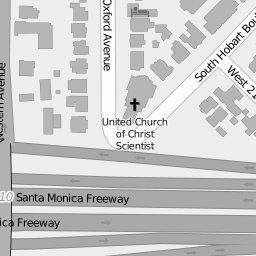 Oxford Avenue
South Hobart Bou
West 21
Western Avenue
United Church
of Christ
Scientist
10
Santa Monica Freeway
ica Freeway